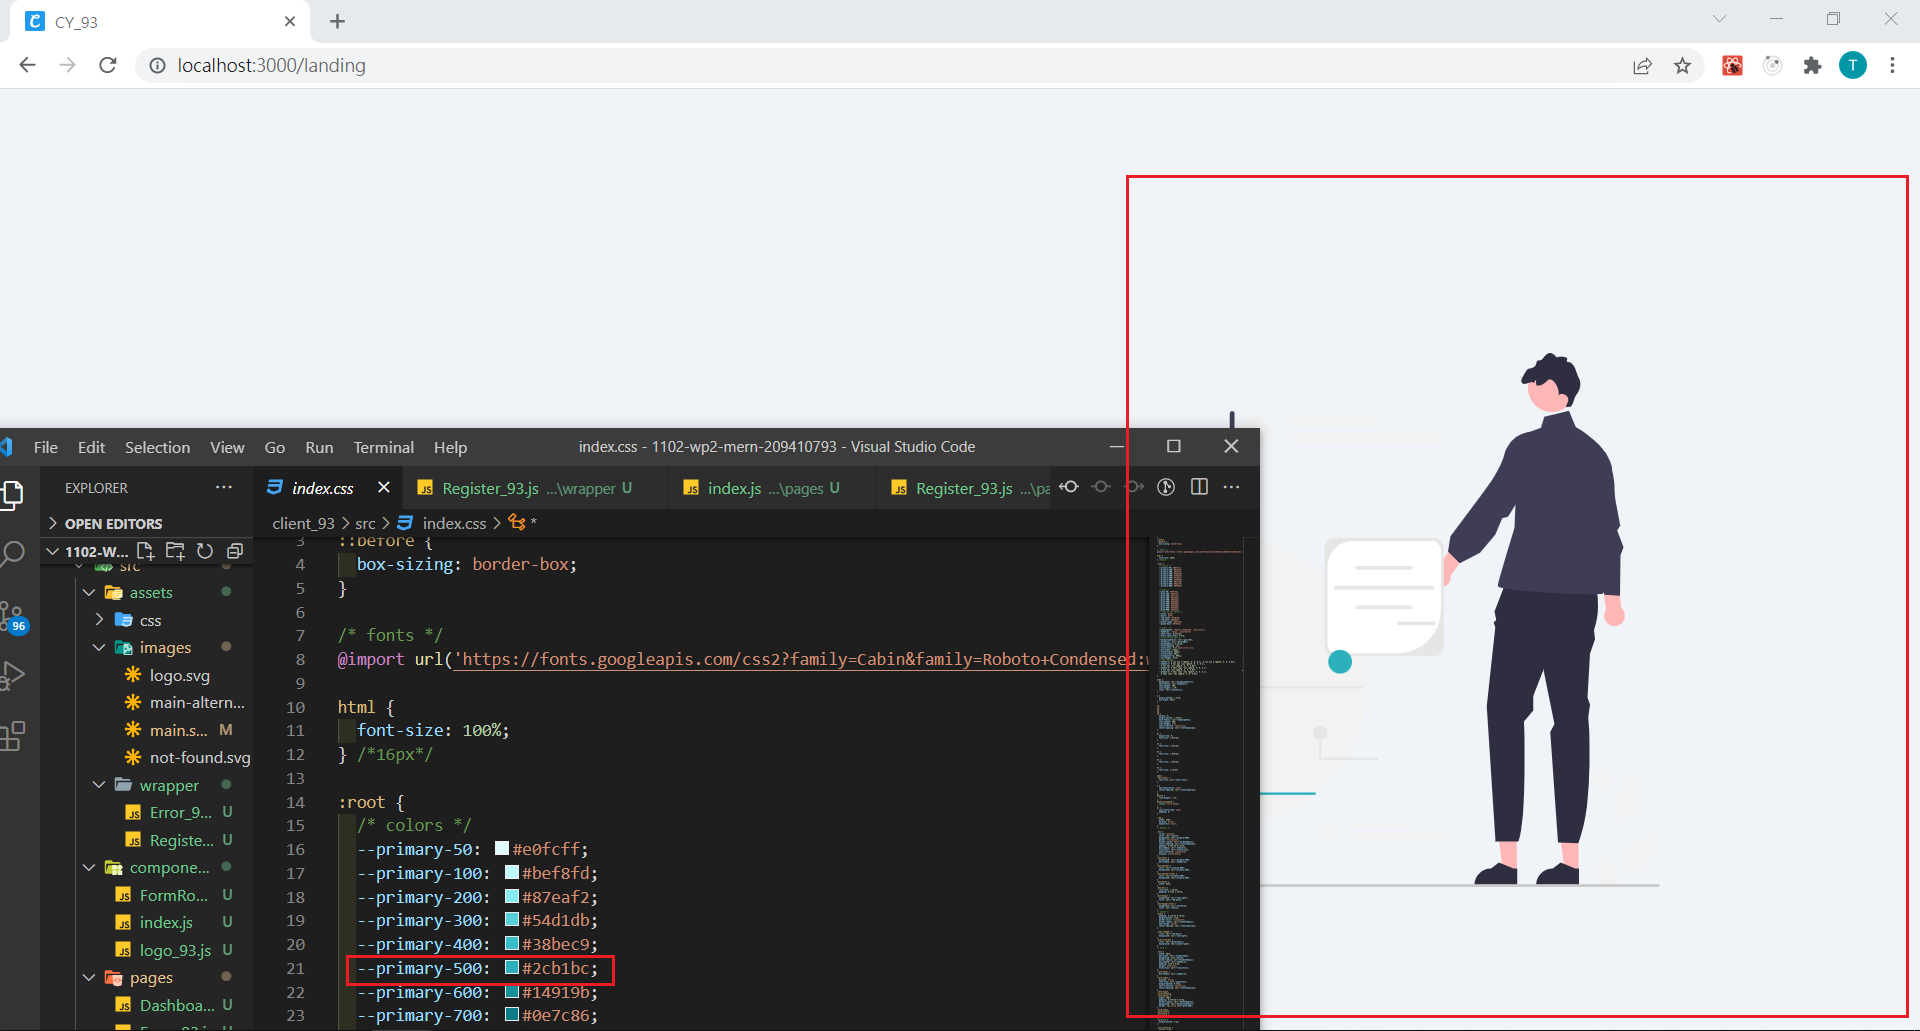 CY_93
localhost:3000/landing
T
File Edit Selection View Go Run Terminal Help
index.css - 1102-wp2-mern-209410793 - Visual Studio Code
EXPLORER
index.css
Register_93.js ...\wrapper U
index.js ...\pages U
Register_93.js ...\pa
OPEN EDITORS
client_93 > src > index.css > *
1102-W...
src
assets
css
images
logo.svg
main-altern...
main.s... M
not-found.svg
wrapper
Error_9... U
Registe... U
compone...
FormRo... U
index.js U
logo_93.js U
pages
Dashboa... U
96
3 ::before {
4 box-sizing: border-box;
5 }
6
7 /* fonts */
8 @import url('https://fonts.googleapis.com/css2?family=Cabin&family=Roboto+Condensed:
9
10 html {
11 font-size: 100%;
12 } /*16px*/
13
14 :root {
15 /* colors */
16 --primary-50: #e0fcff;
17 --primary-100: #bef8fd;
18 --primary-200: #87eaf2;
19 --primary-300: #54d1db;
20 --primary-400: #38bec9;
21 --primary-500: #2cb1bc;
22 --primary-600: #14919b;
23 --primary-700: #0e7c86;